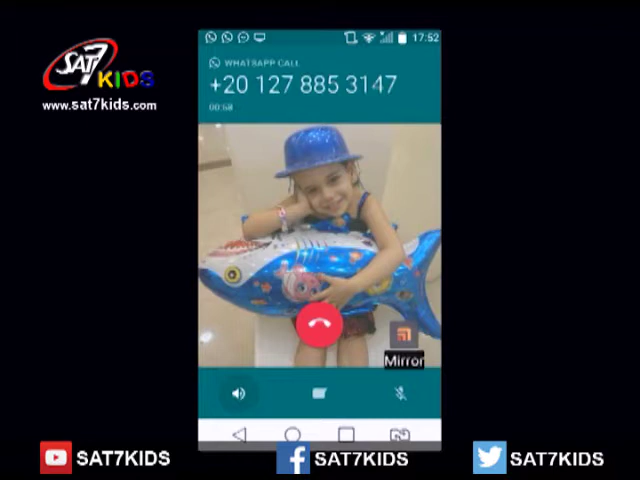 17:52
SAT7
KIDS
www.sat7kids.com
WHATSAPP CALL
+20 127 885 3147
00:58
Mirror
SAT7KIDS
SAT7KIDS
SAT7KIDS